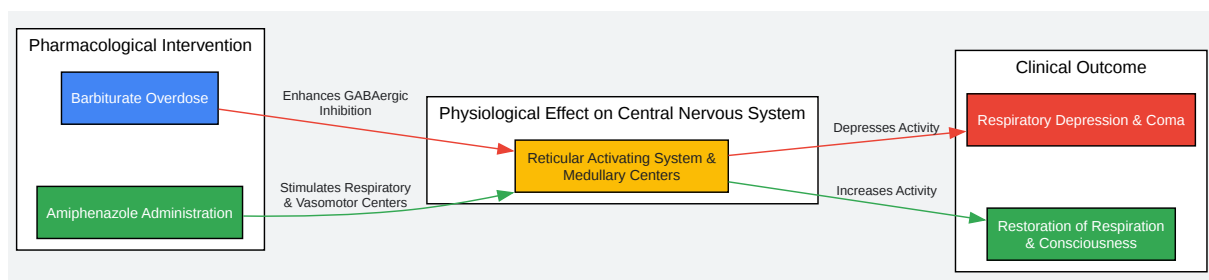 Pharmacological Intervention
Barbiturate Overdose
Amiphenazole Administration
Enhances GABAergic
Inhibition
Stimulates Respiratory
& Vasomotor Centers
Physiological Effect on Central Nervous System
Reticular Activating System &
Medullary Centers
Depresses Activity
Increases Activity
Clinical Outcome
Respiratory Depression & Coma
Restoration of Respiration
& Consciousness